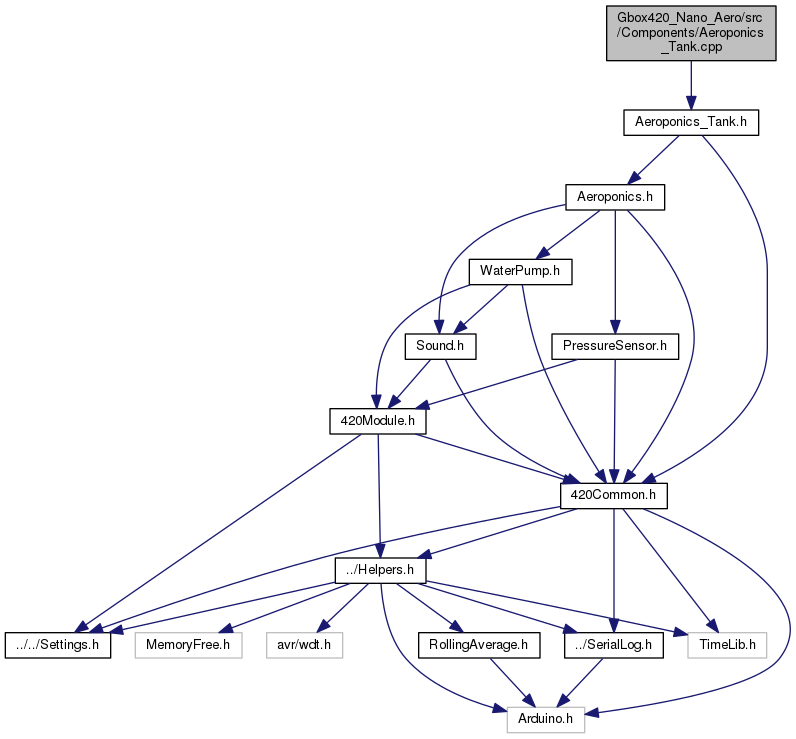 Gbox420_Nano_Aero/src
/Components/Aeroponics
_Tank.cpp
Aeroponics_Tank.h
Aeroponics.h
WaterPump.h
Sound.h
PressureSensor.h
420Module.h
420Common.h
../Helpers.h
../../Settings.h
MemoryFree.h
avr/wdt.h
RollingAverage.h
../SerialLog.h
TimeLib.h
Arduino.h